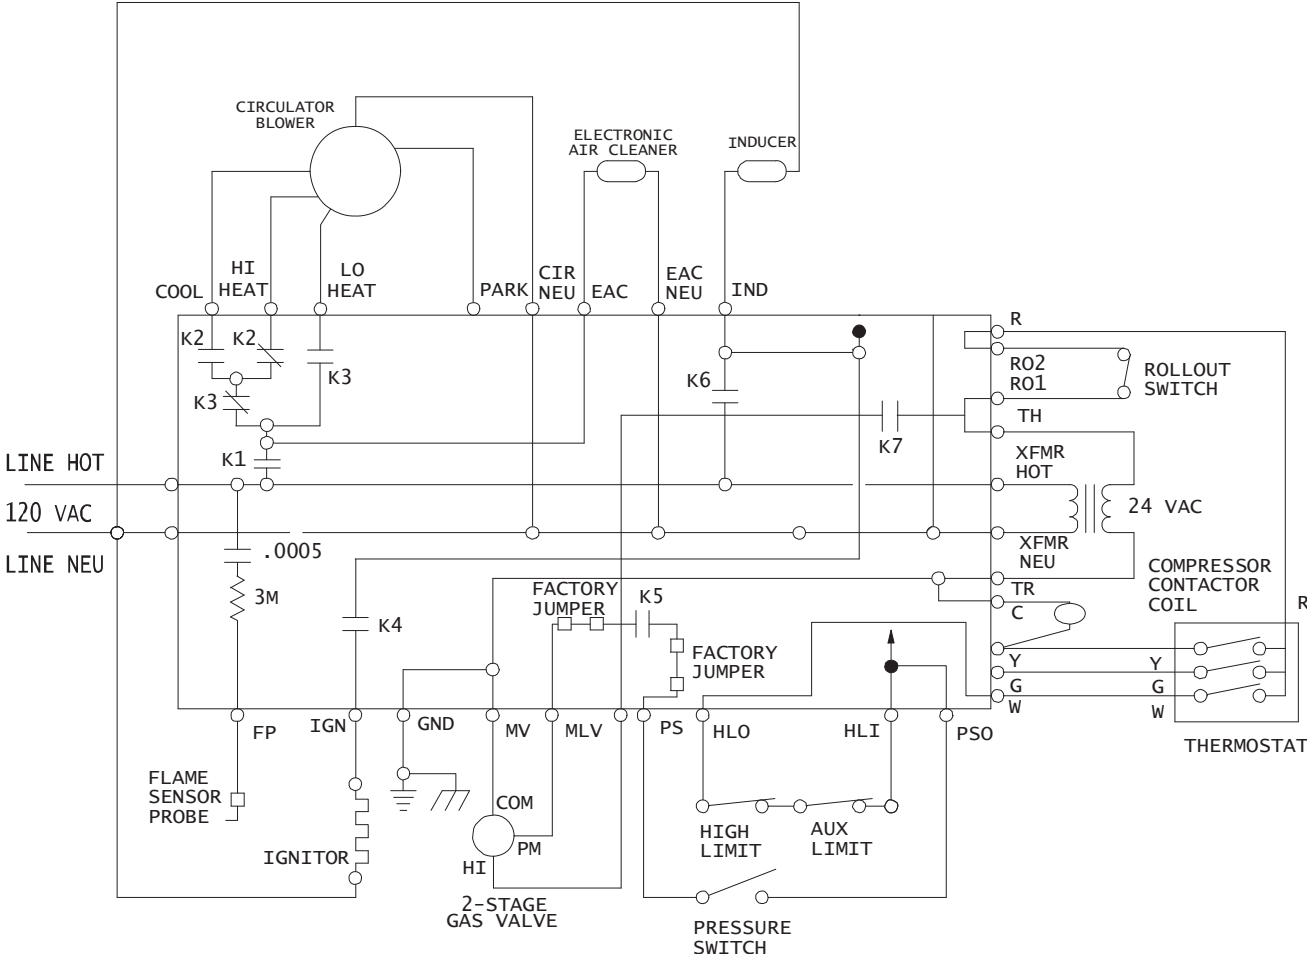 CIRCULATOR
BLOWER
ELECTRONIC
AIR CLEANER
INDUCER
COOL
HI
HEAT
LO
HEAT
PARK
CIR
NEU
EAC
EAC
NEU
IND
R
K2
K2
K3
K3
K6
RO2
RO1
ROLLOUT
SWITCH
TH
K7
K1
LINE HOT
XFMR
HOT
120 VAC
24 VAC
LINE NEU
XFMR
NEU
.0005
3M
K4
FACTORY
JUMPER
K5
FACTORY
JUMPER
TR
C
COMPRESSOR
CONTACTOR
COIL
R
Y
G
W
Y
G
W
THERMOSTAT
FP
IGN
GND
MV
MLV
PS
HLO
HLI
PSO
FLAME
SENSOR
PROBE
IGNITOR
COM
PM
HI
2-STAGE
GAS VALVE
HIGH
LIMIT
AUX
LIMIT
PRESSURE
SWITCH